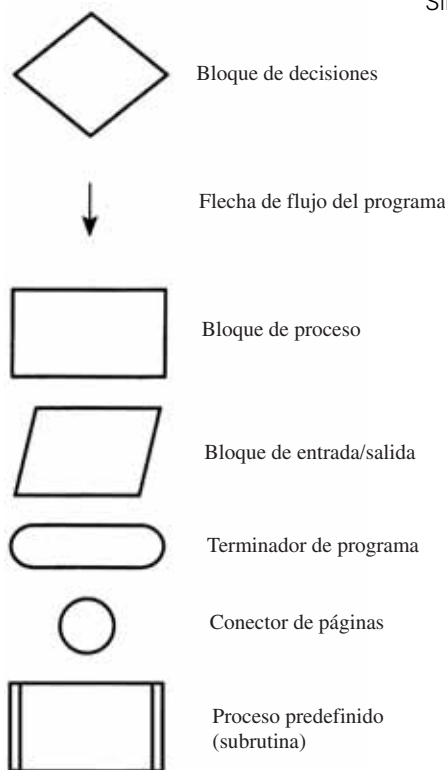 Bloque de decisiones
Flecha de flujo del programa
Bloque de proceso
Bloque de entrada/salida
Terminador de programa
Conector de páginas
Proceso predefinido
(subrutina)